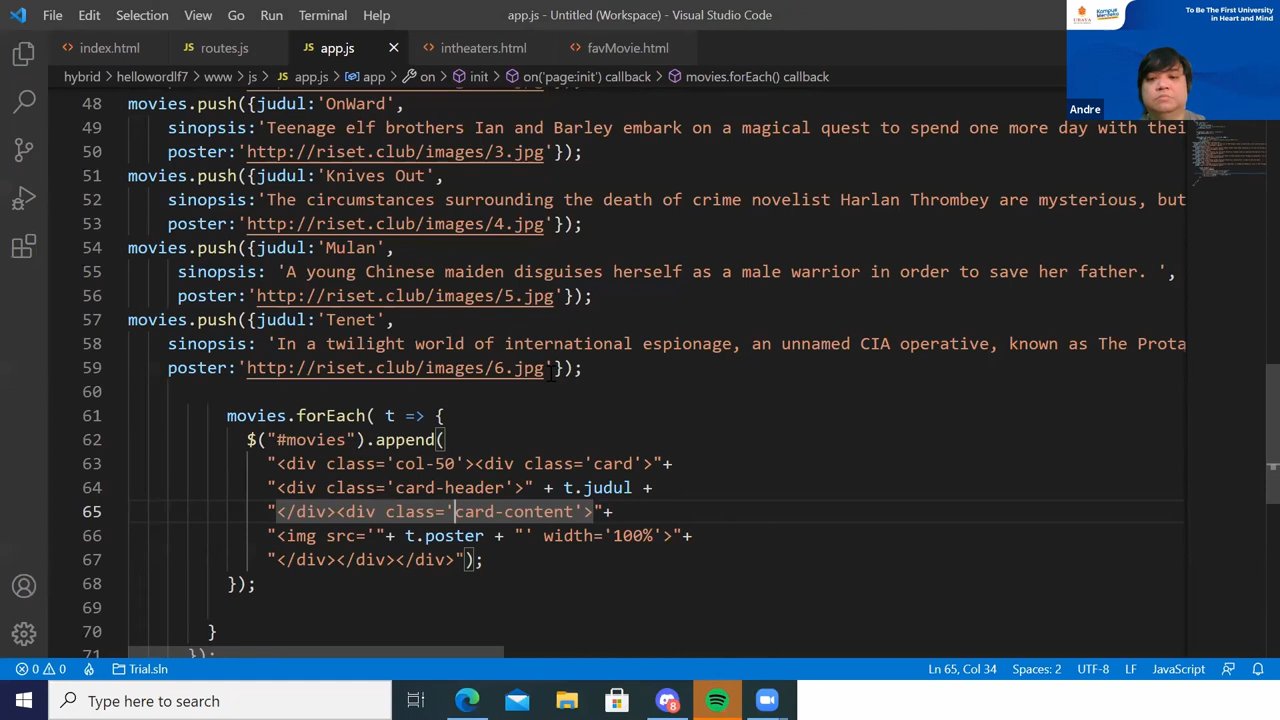 File Edit Selection View Go Run Terminal Help
app.js - Untitled (Workspace) - Visual Studio Code
To Be The First University
in Heart and Mind
index.html routes.js app.js intheaters.html favMovie.html
hybrid > hellowordlf7 > www > js > app.js > app > on > init > on('page:init') callback > movies.forEach() callback
Andre
48 movies.push({judul:'OnWard',
49 sinopsis:'Teenage elf brothers Ian and Barley embark on a magical quest to spend one more day with thei
50 poster:'http://riset.club/images/3.jpg'});
51 movies.push({judul:'Knives Out',
52 sinopsis:'The circumstances surrounding the death of crime novelist Harlan Thrombey are mysterious, but
53 poster:'http://riset.club/images/4.jpg'});
54 movies.push({judul:'Mulan',
55 sinopsis: 'A young Chinese maiden disguises herself as a male warrior in order to save her father. ',
56 poster:'http://riset.club/images/5.jpg'});
57 movies.push({judul:'Tenet',
58 sinopsis: 'In a twilight world of international espionage, an unnamed CIA operative, known as The Prota
59 poster:'http://riset.club/images/6.jpg'});
60
61 movies.forEach( t => {
62 $("#movies").append(
63 "<div class='col-50'><div class='card'>"+
64 "<div class='card-header'>" + t.judul +
65 "</div><div class='card-content'>"+
66 "<img src='"+ t.poster + "' width='100%'>"+
67 "</div></div></div>");
68 });
69
70 }
71 });
0 0 Trial.sln
Ln 65, Col 34 Spaces: 2 UTF-8 LF JavaScript
Type here to search
8